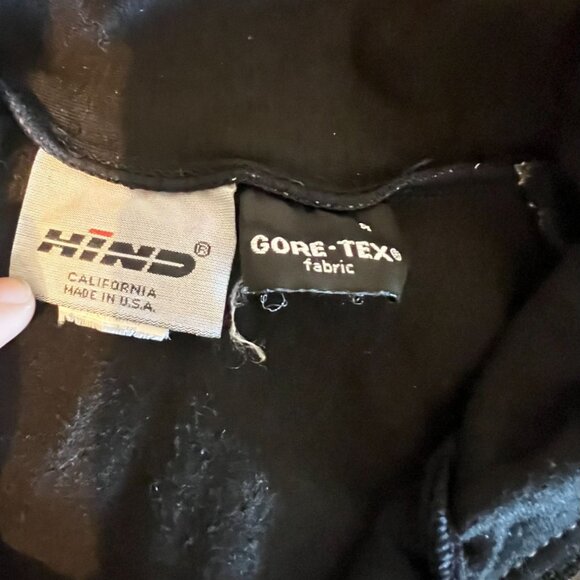 HIND®
CALIFORNIA
MADE IN U.S.A.
GORE-TEX®
fabric